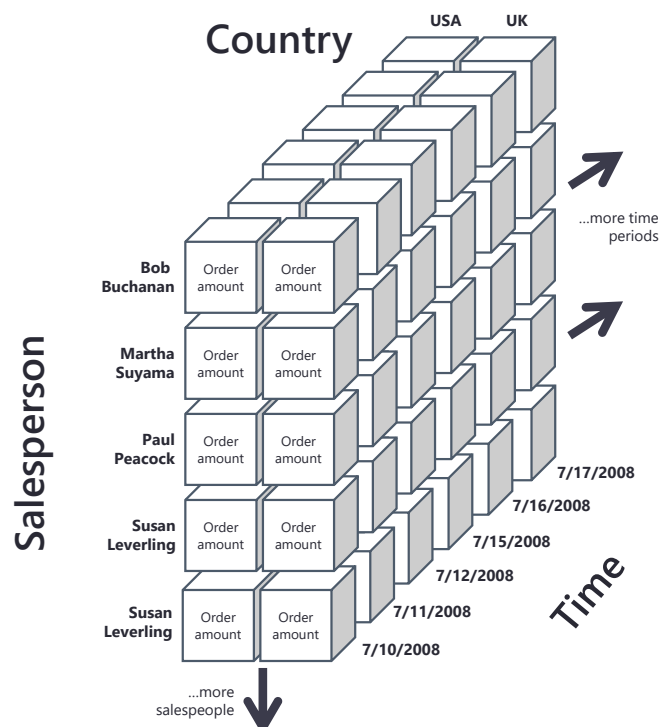 USA UK
Country
...more time
periods
Bob
Buchanan
Order
amount
Order
amount
Martha
Suyama
Order
amount
Order
amount
Paul
Peacock
Order
amount
Order
amount
Susan
Leverling
Order
amount
Order
amount
Susan
Leverling
Order
amount
Order
amount
Salesperson
7/17/2008
7/16/2008
7/15/2008
7/12/2008
7/11/2008
7/10/2008
Time
...more
salespeople